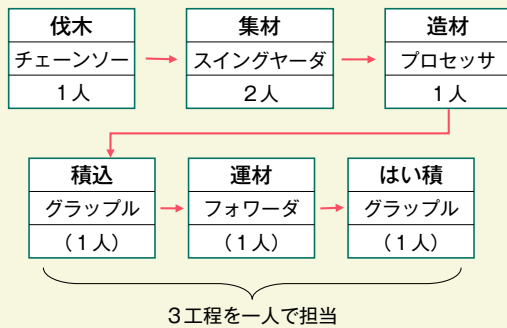 伐木
チェーンソー
1人
集材
スイングヤーダ
2人
造材
プロセッサ
1人
積込
グラップル
（1人）
運材
フォワーダ
（1人）
はい積
グラップル
（1人）
3工程を一人で担当